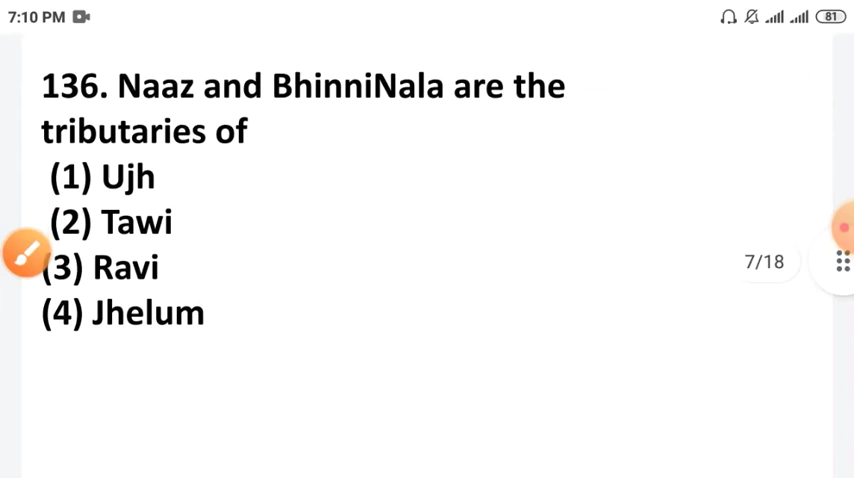 7:10 PM 81
136. Naaz and BhinniNala are the
tributaries of
(1) Ujh
(2) Tawi
(3) Ravi
7/18
(4) Jhelum